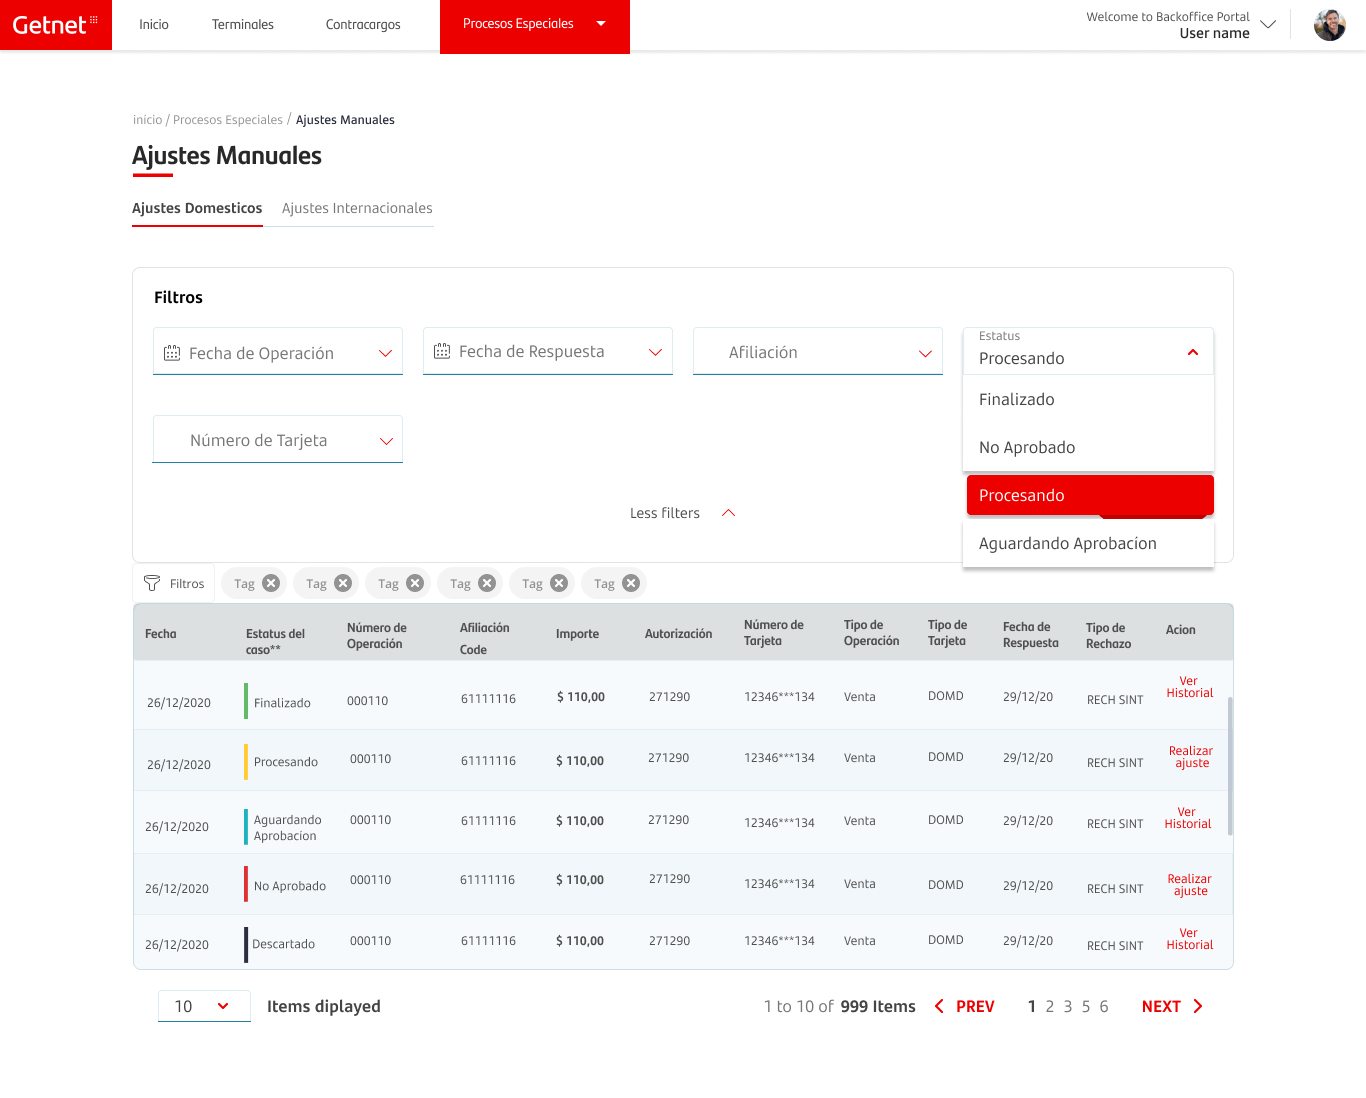 Getnet
Inicio
Terminales
Contracargos
Procesos Especiales
Welcome to Backoffice Portal
User name
inicio / Procesos Especiales / Ajustes Manuales
Ajustes Manuales
Ajustes Domesticos
Ajustes Internacionales
Filtros
Fecha de Operación
Fecha de Respuesta
Afiliación
Estatus
Procesando
Finalizado
No Aprobado
Procesando
Aguardando Aprobacíon
Número de Tarjeta
Less filters
Filtros
Tag
Tag
Tag
Tag
Tag
Tag
Fecha
Estatus del
caso**
Número de
Operación
Afiliación
Code
Importe
Autorización
Número de
Tarjeta
Tipo de
Operación
Tipo de
Tarjeta
Fecha de
Respuesta
Tipo de
Rechazo
Acion
26/12/2020
Finalizado
000110
61111116
$ 110,00
271290
12346***134
Venta
DOMD
29/12/20
RECH SINT
Ver
Historial
26/12/2020
Procesando
000110
61111116
$ 110,00
271290
12346***134
Venta
DOMD
29/12/20
RECH SINT
Realizar
ajuste
26/12/2020
Aguardando
Aprobacion
000110
61111116
$ 110,00
271290
12346***134
Venta
DOMD
29/12/20
RECH SINT
Ver
Historial
26/12/2020
No Aprobado
000110
61111116
$ 110,00
271290
12346***134
Venta
DOMD
29/12/20
RECH SINT
Realizar
ajuste
26/12/2020
Descartado
000110
61111116
$ 110,00
271290
12346***134
Venta
DOMD
29/12/20
RECH SINT
Ver
Historial
10
Items diplayed
1 to 10 of 999 Items
PREV
1 2 3 5 6
NEXT